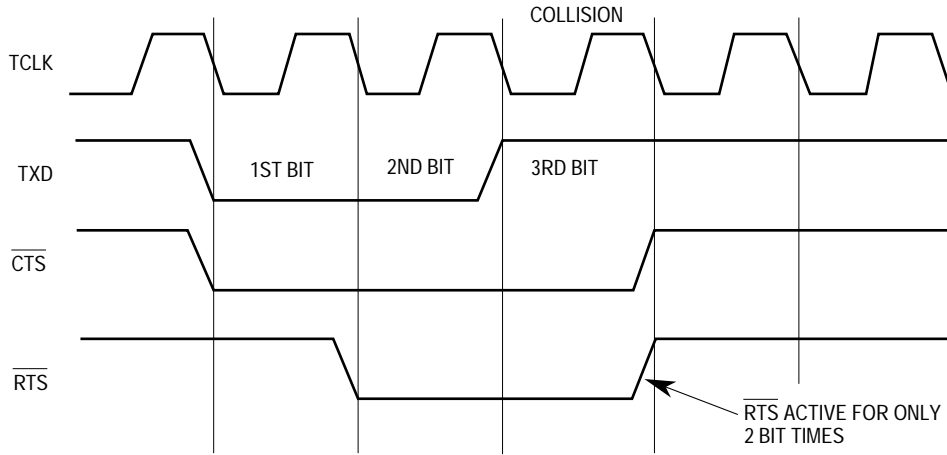 COLLISION
TCLK
TXD
1ST BIT
2ND BIT
3RD BIT
CTS
RTS
RTS ACTIVE FOR ONLY
2 BIT TIMES